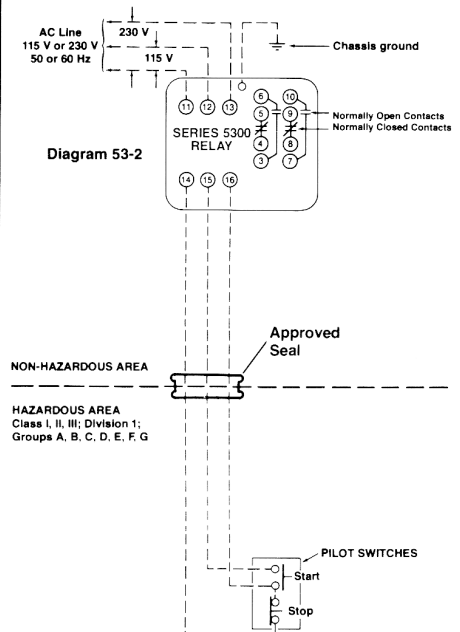 AC Line
115 V or 230 V
50 or 60 Hz
230 V
115 V
Chassis ground
11 12 13
6 10
5 9
4 8
3 7
SERIES 5300
RELAY
Normally Open Contacts
Normally Closed Contacts
Diagram 53-2
14 15 16
Approved
Seal
NON-HAZARDOUS AREA
HAZARDOUS AREA
Class I, II, III; Division 1;
Groups A, B, C, D, E, F, G
PILOT SWITCHES
Start
Stop